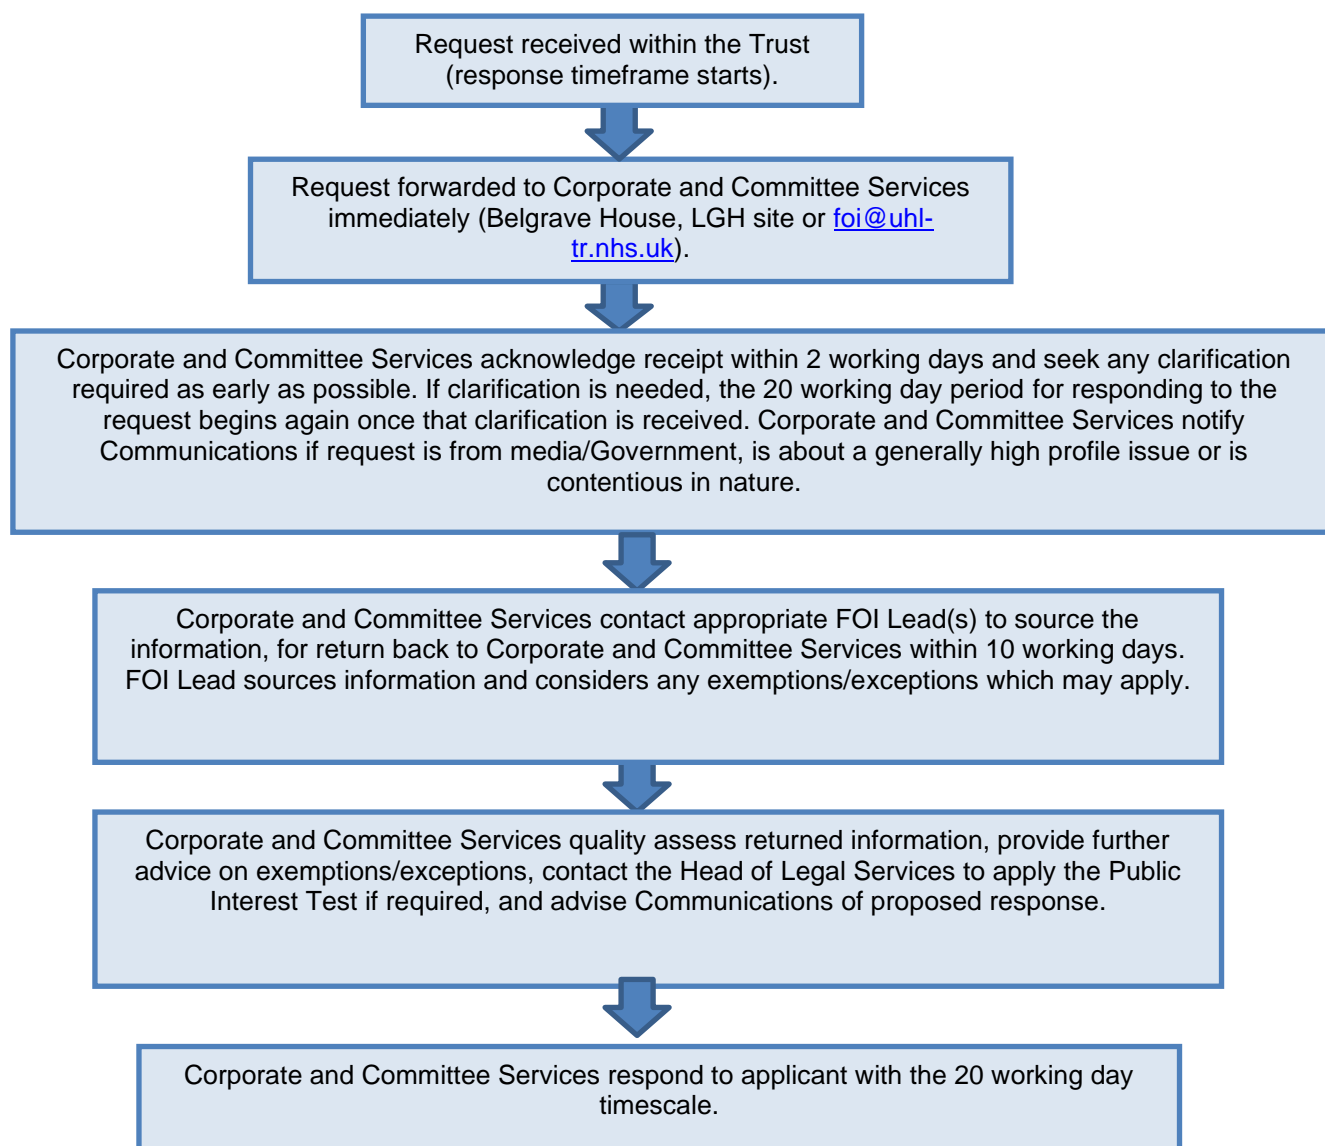 Request received within the Trust
(response timeframe starts).
Request forwarded to Corporate and Committee Services
immediately (Belgrave House, LGH site or foi@uhl-
tr.nhs.uk).
Corporate and Committee Services acknowledge receipt within 2 working days and seek any clarification
required as early as possible. If clarification is needed, the 20 working day period for responding to the
request begins again once that clarification is received. Corporate and Committee Services notify
Communications if request is from media/Government, is about a generally high profile issue or is
contentious in nature.
Corporate and Committee Services contact appropriate FOI Lead(s) to source the
information, for return back to Corporate and Committee Services within 10 working days.
FOI Lead sources information and considers any exemptions/exceptions which may apply.
Corporate and Committee Services quality assess returned information, provide further
advice on exemptions/exceptions, contact the Head of Legal Services to apply the Public
Interest Test if required, and advise Communications of proposed response.
Corporate and Committee Services respond to applicant with the 20 working day
timescale.